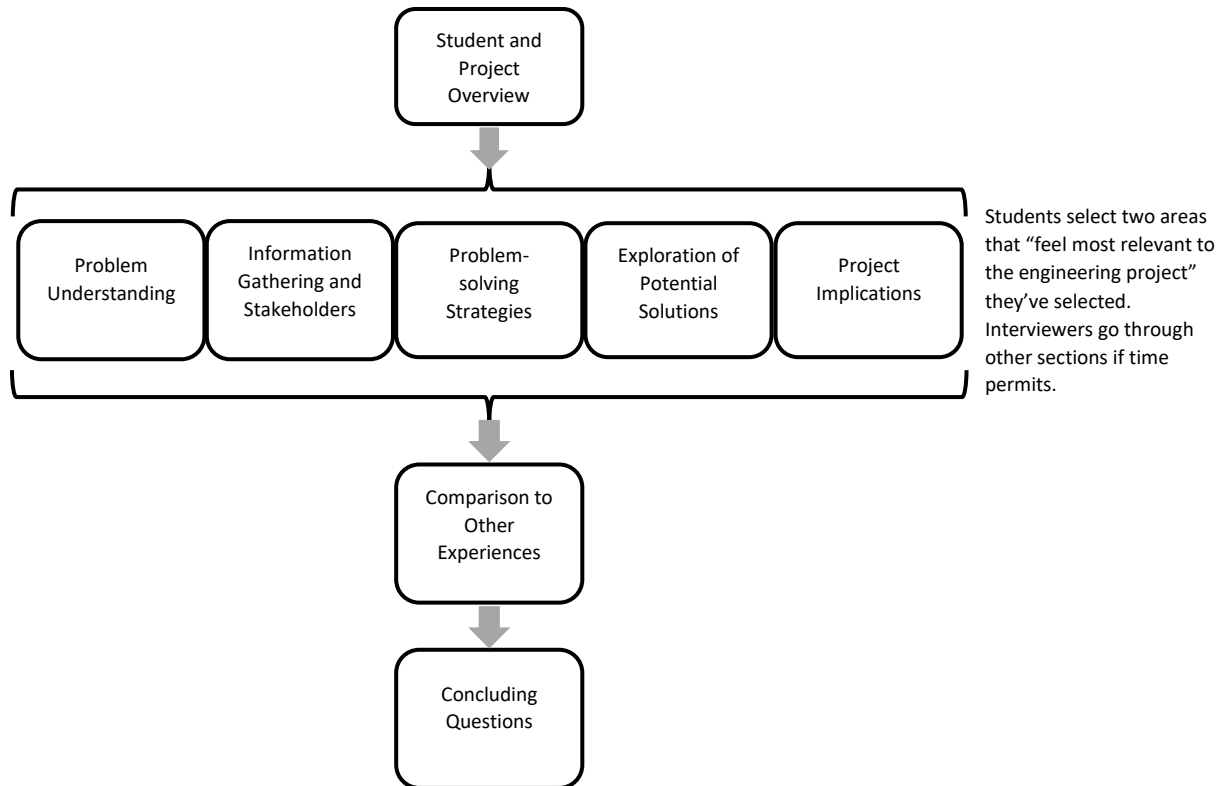 Student and
Project
Overview
Problem
Understanding
Information
Gathering and
Stakeholders
Problem-
solving
Strategies
Exploration of
Potential
Solutions
Project
Implications
Students select two areas
that “feel most relevant to
the engineering project”
they’ve selected.
Interviewers go through
other sections if time
permits.
Comparison to
Other
Experiences
Concluding
Questions